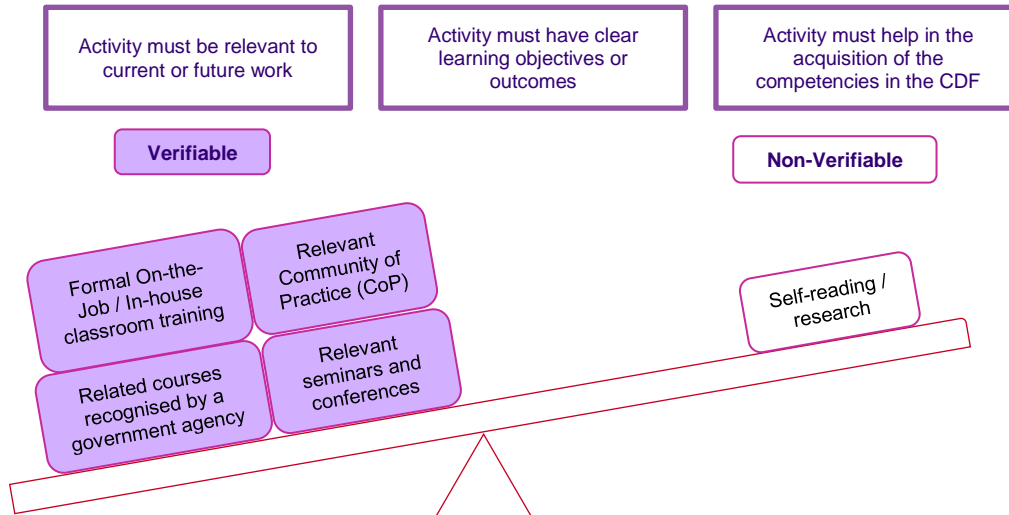 Activity must be relevant to
current or future work
Activity must have clear
learning objectives or
outcomes
Activity must help in the
acquisition of the
competencies in the CDF
Verifiable
Non-Verifiable
Formal On-the-
Job / In-house
classroom training
Relevant
Community of
Practice (CoP)
Related courses
recognised by a
government agency
Relevant
seminars and
conferences
Self-reading /
research